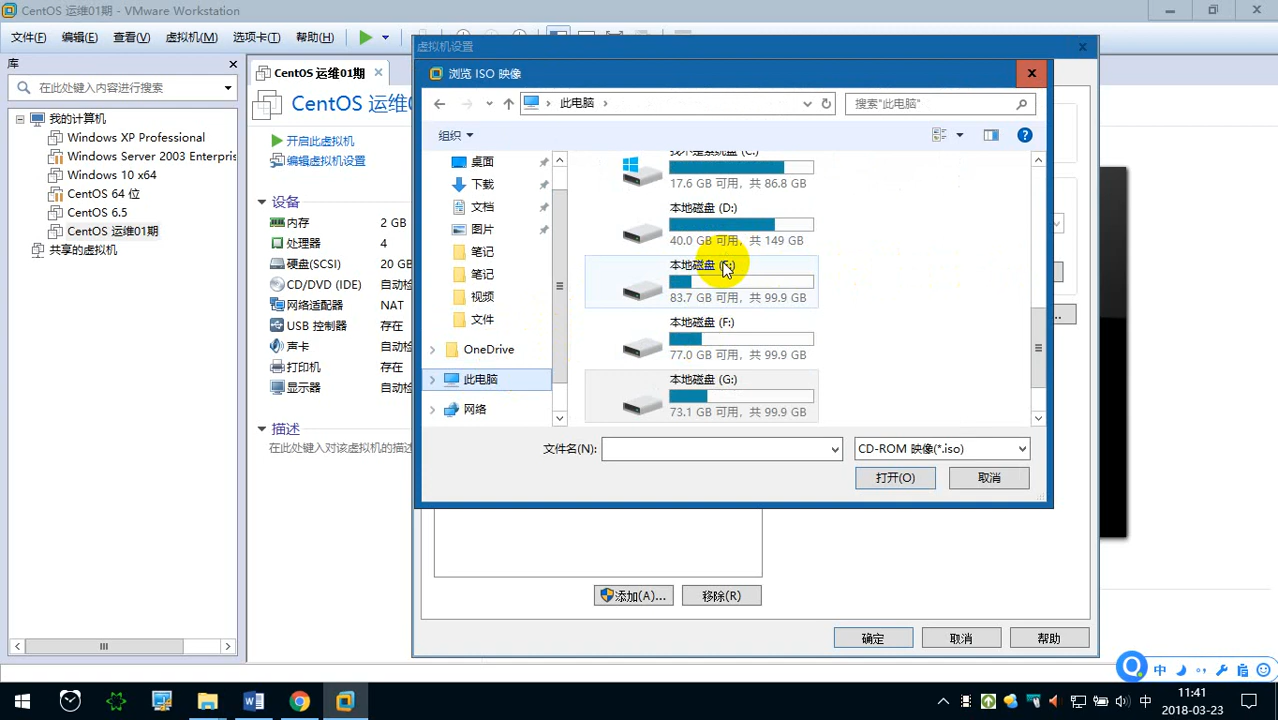 CentOS 运维01期 - VMware Workstation
文件(F) 编辑(E) 查看(V) 虚拟机(M) 选项卡(T) 帮助(H)
库
在此处键入内容进行搜索
我的计算机
Windows XP Professional
Windows Server 2003 Enterpris
Windows 10 x64
CentOS 64 位
CentOS 6.5
CentOS 运维01期
共享的虚拟机
CentOS 运维01期
CentOS 运维0
开启此虚拟机
编辑虚拟机设置
设备
内存 2 GB
处理器 4
硬盘(SCSI) 20 GB
CD/DVD (IDE) 自动检
网络适配器 NAT
USB 控制器 存在
声卡 自动检
打印机 存在
显示器 自动检
描述
在此处键入对该虚拟机的描述
虚拟机设置
浏览 ISO 映像
此电脑
搜索"此电脑"
组织
桌面
下载
文档
图片
笔记
笔记
视频
文件
OneDrive
此电脑
网络
17.6 GB 可用，共 86.8 GB
本地磁盘 (D:)
40.0 GB 可用，共 149 GB
本地磁盘
83.7 GB 可用，共 99.9 GB
本地磁盘 (F:)
77.0 GB 可用，共 99.9 GB
本地磁盘 (G:)
73.1 GB 可用，共 99.9 GB
文件名(N):
CD-ROM 映像(*.iso)
打开(O) 取消
添加(A)... 移除(R)
确定 取消 帮助
中
中
11:41
2018-03-23